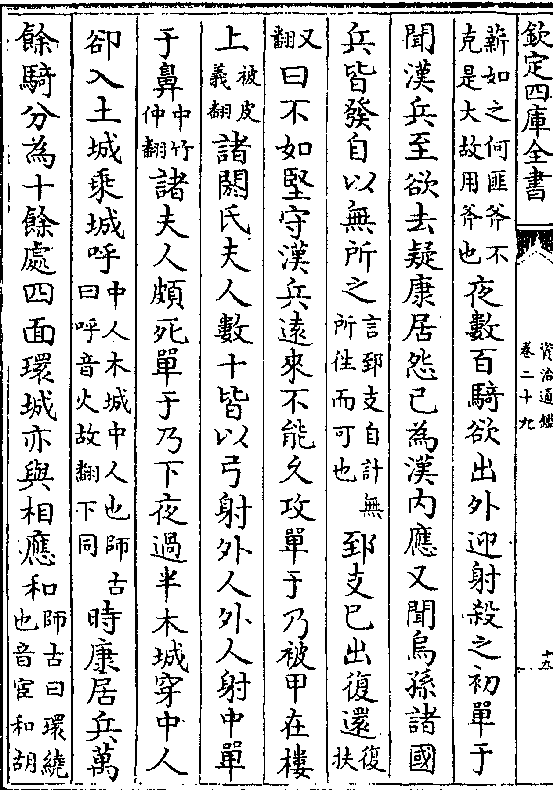 欽定四庫全書
資治通鑑
卷二十九
十五
薪如之何匪斧不克是大故用斧也夜數百騎欲出外迎射殺之初單于
聞漢兵至欲去疑康居怨己為漢内應又聞烏孫諸國
兵皆發自以無所之言郅支自計無所往而可也郅支已出復還復扶
又翻曰不如堅守漢兵逺來不能久攻單于乃被甲在樓
上被皮義翻諸閼氏夫人數十皆以弓射外人外人射中單
于鼻中竹仲翻諸夫人頗死單于乃下夜過半木城穿中人
卻入土城乘城呼中人木城中人也師古曰呼音火故翻下同時康居兵萬
餘騎分為十餘處四面環城亦與相應和師古曰環繞也音宦和胡